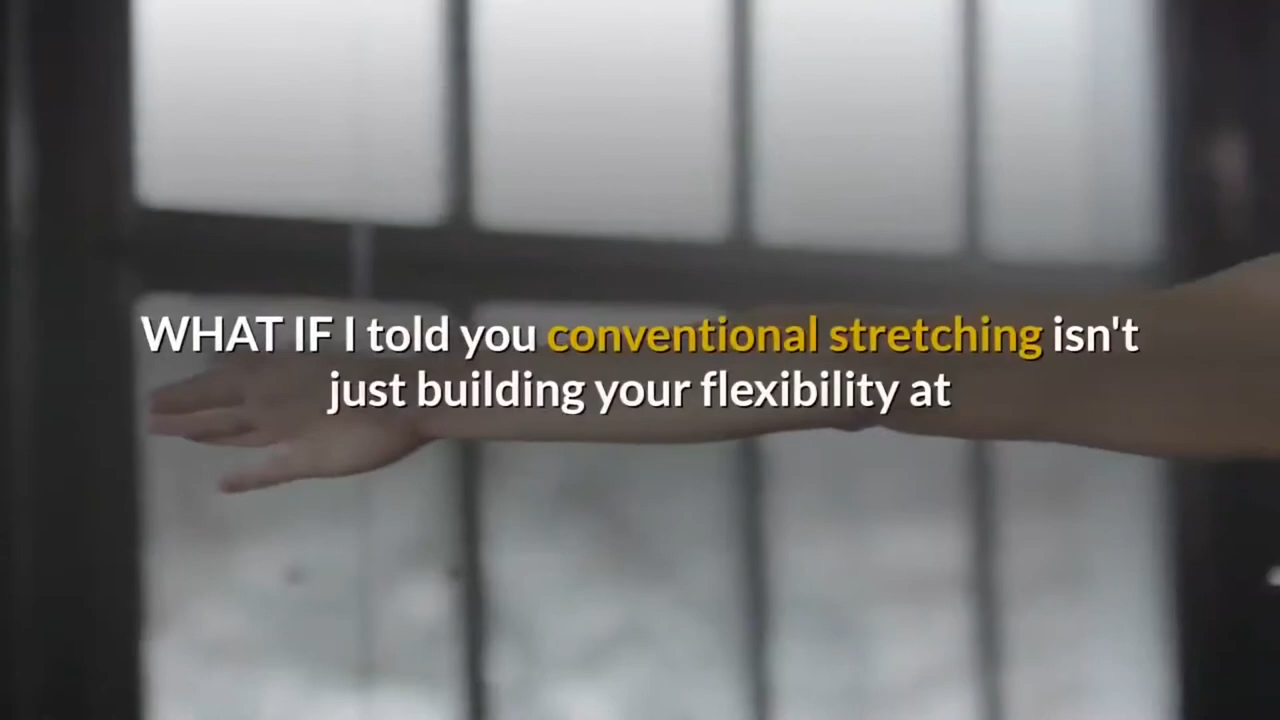 WHAT IF I told you conventional stretching isn't
just building your flexibility at